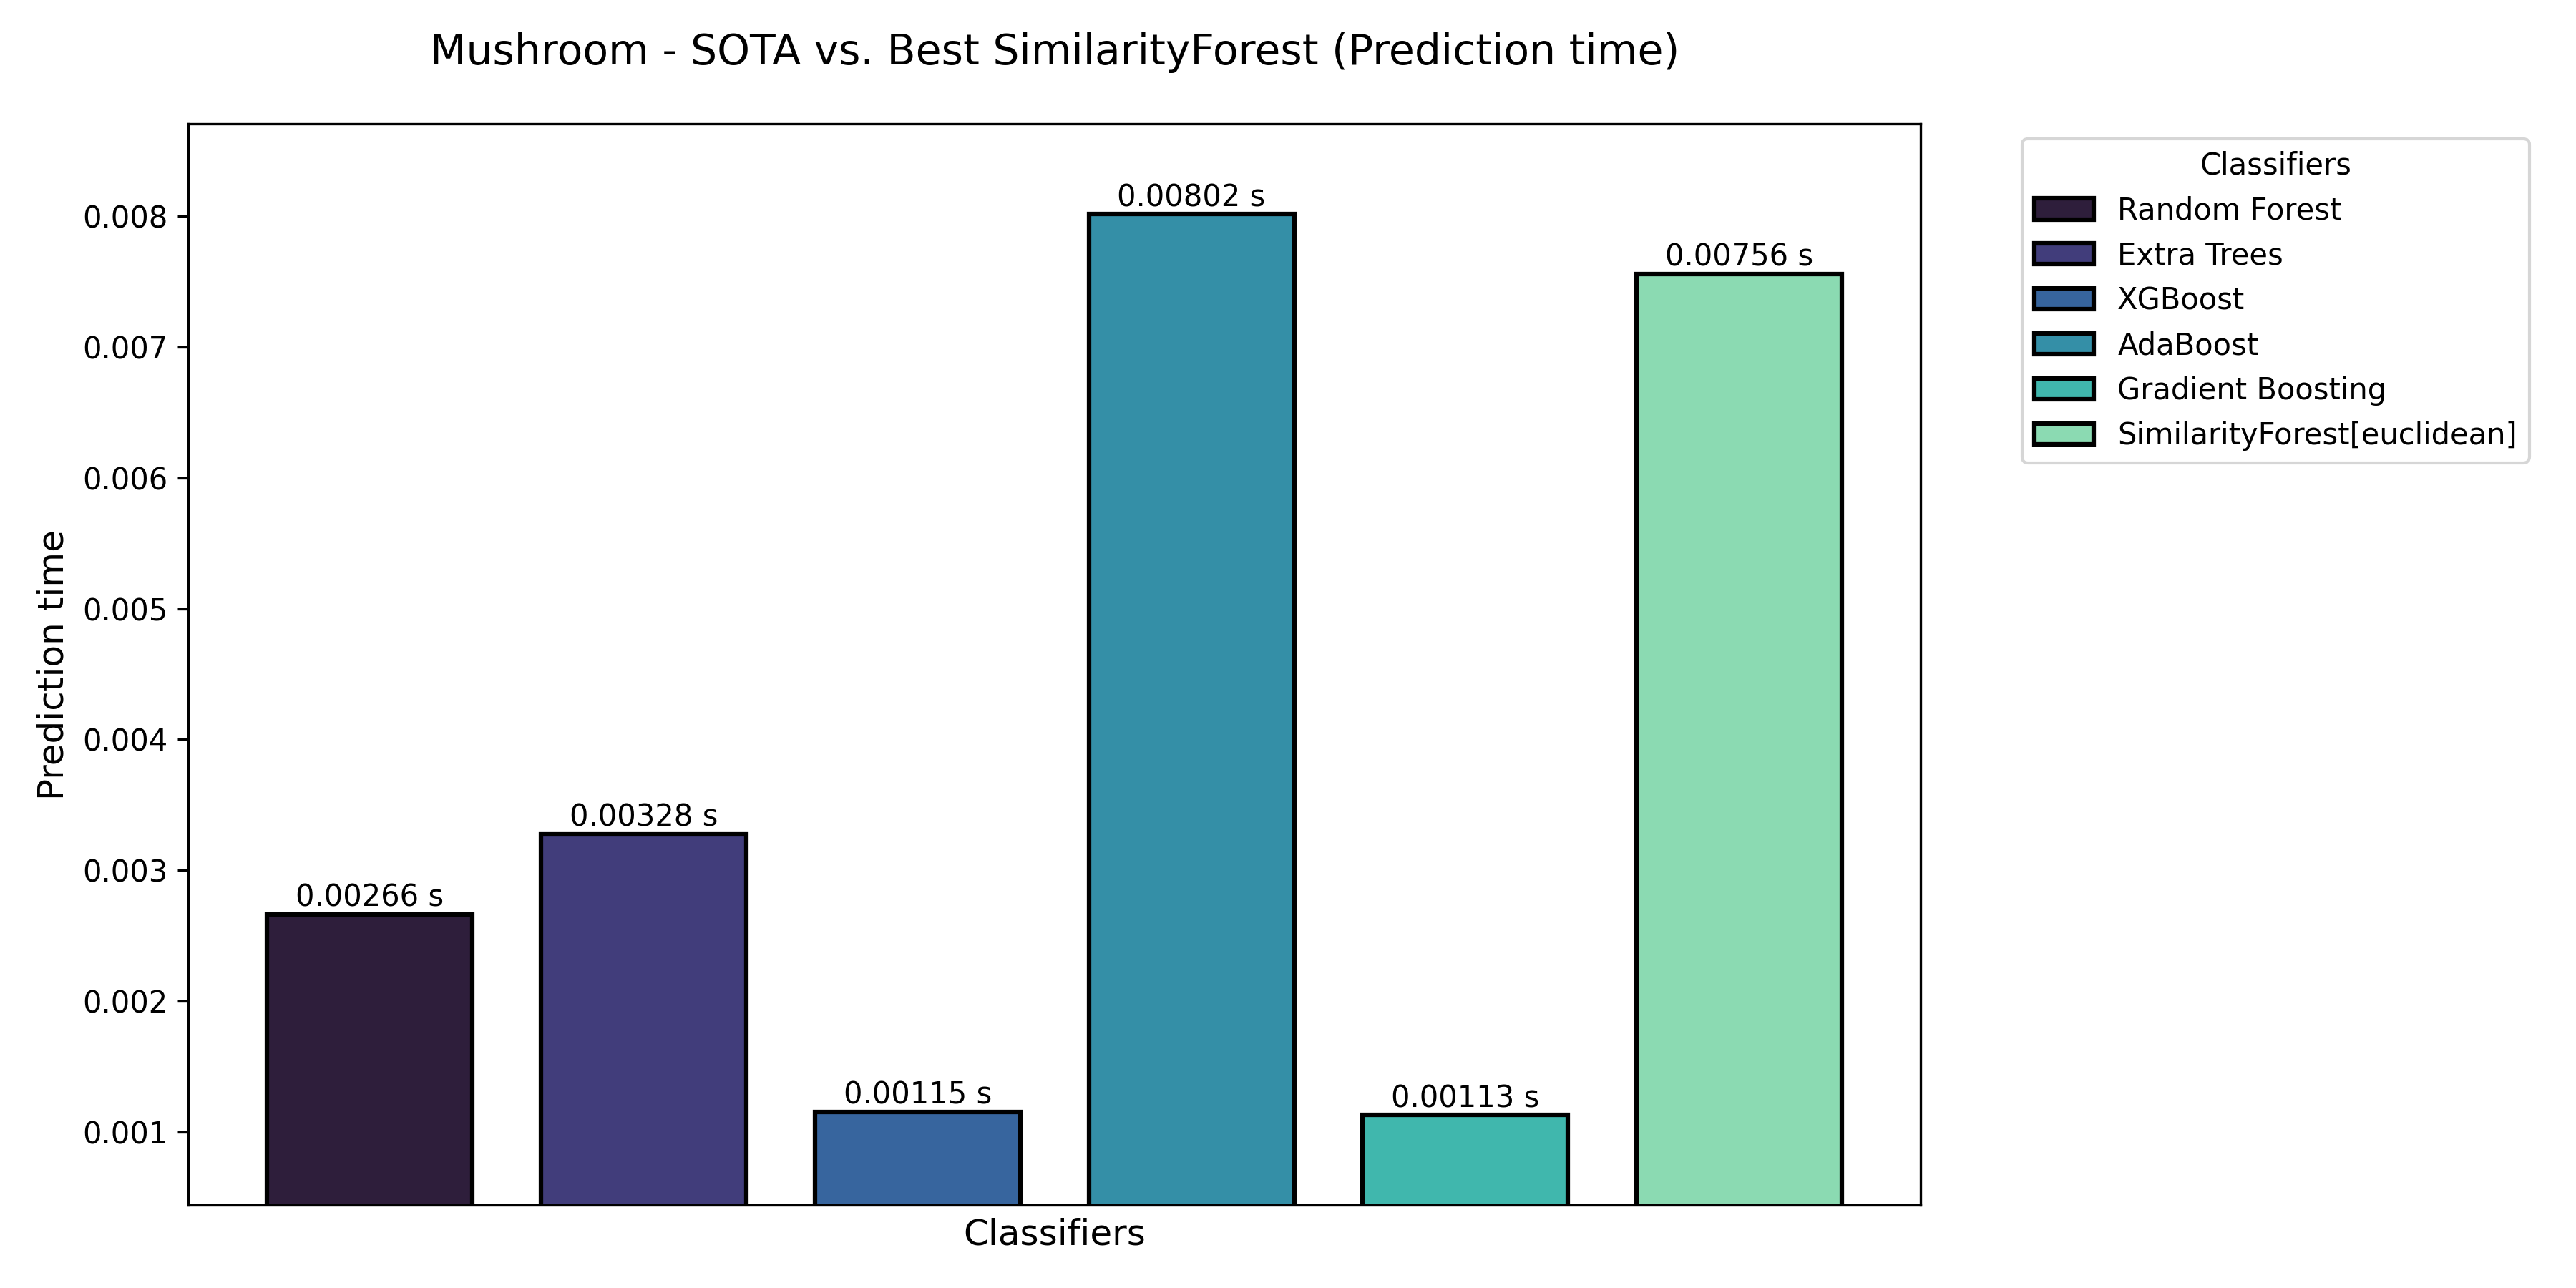 Mushroom - SOTA vs. Best SimilarityForest (Prediction time)
Prediction time
0.008
0.007
0.006
0.005
0.004
0.003
0.002
0.001
0.00266 s
0.00328 s
0.00115 s
0.00802 s
0.00113 s
0.00756 s
Classifiers
Classifiers
Random Forest
Extra Trees
XGBoost
AdaBoost
Gradient Boosting
SimilarityForest[euclidean]